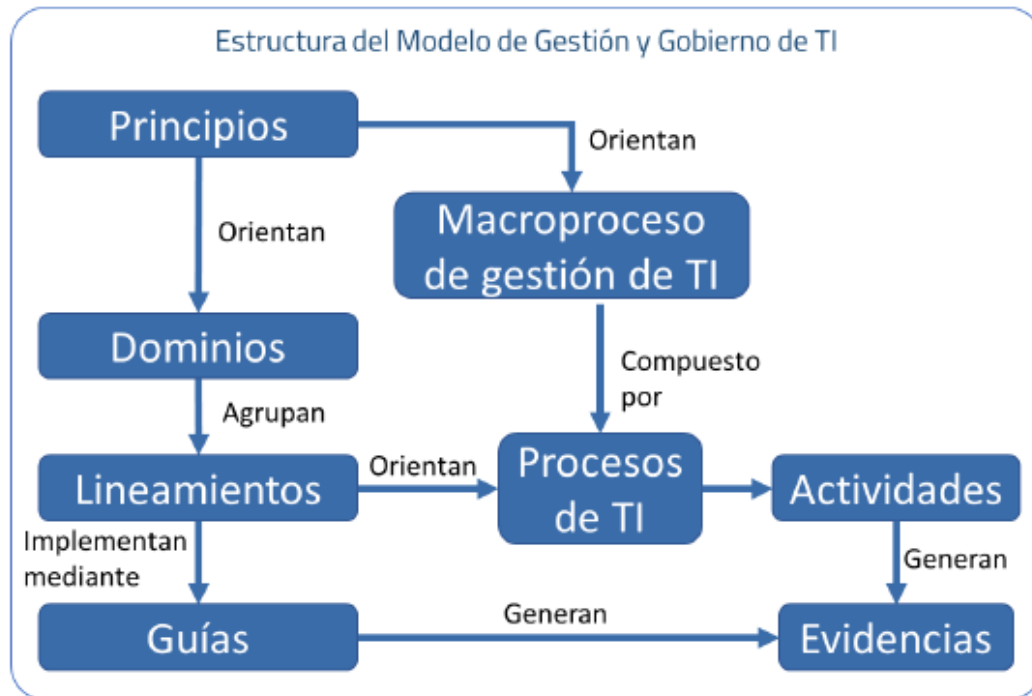 Estructura del Modelo de Gestión y Gobierno de TI
Principios
Orientan
Macroproceso
de gestión de TI
Orientan
Dominios
Compuesto
por
Agrupan
Lineamientos
Orientan
Procesos
de TI
Actividades
Implementan
mediante
Generan
Guías
Generan
Evidencias